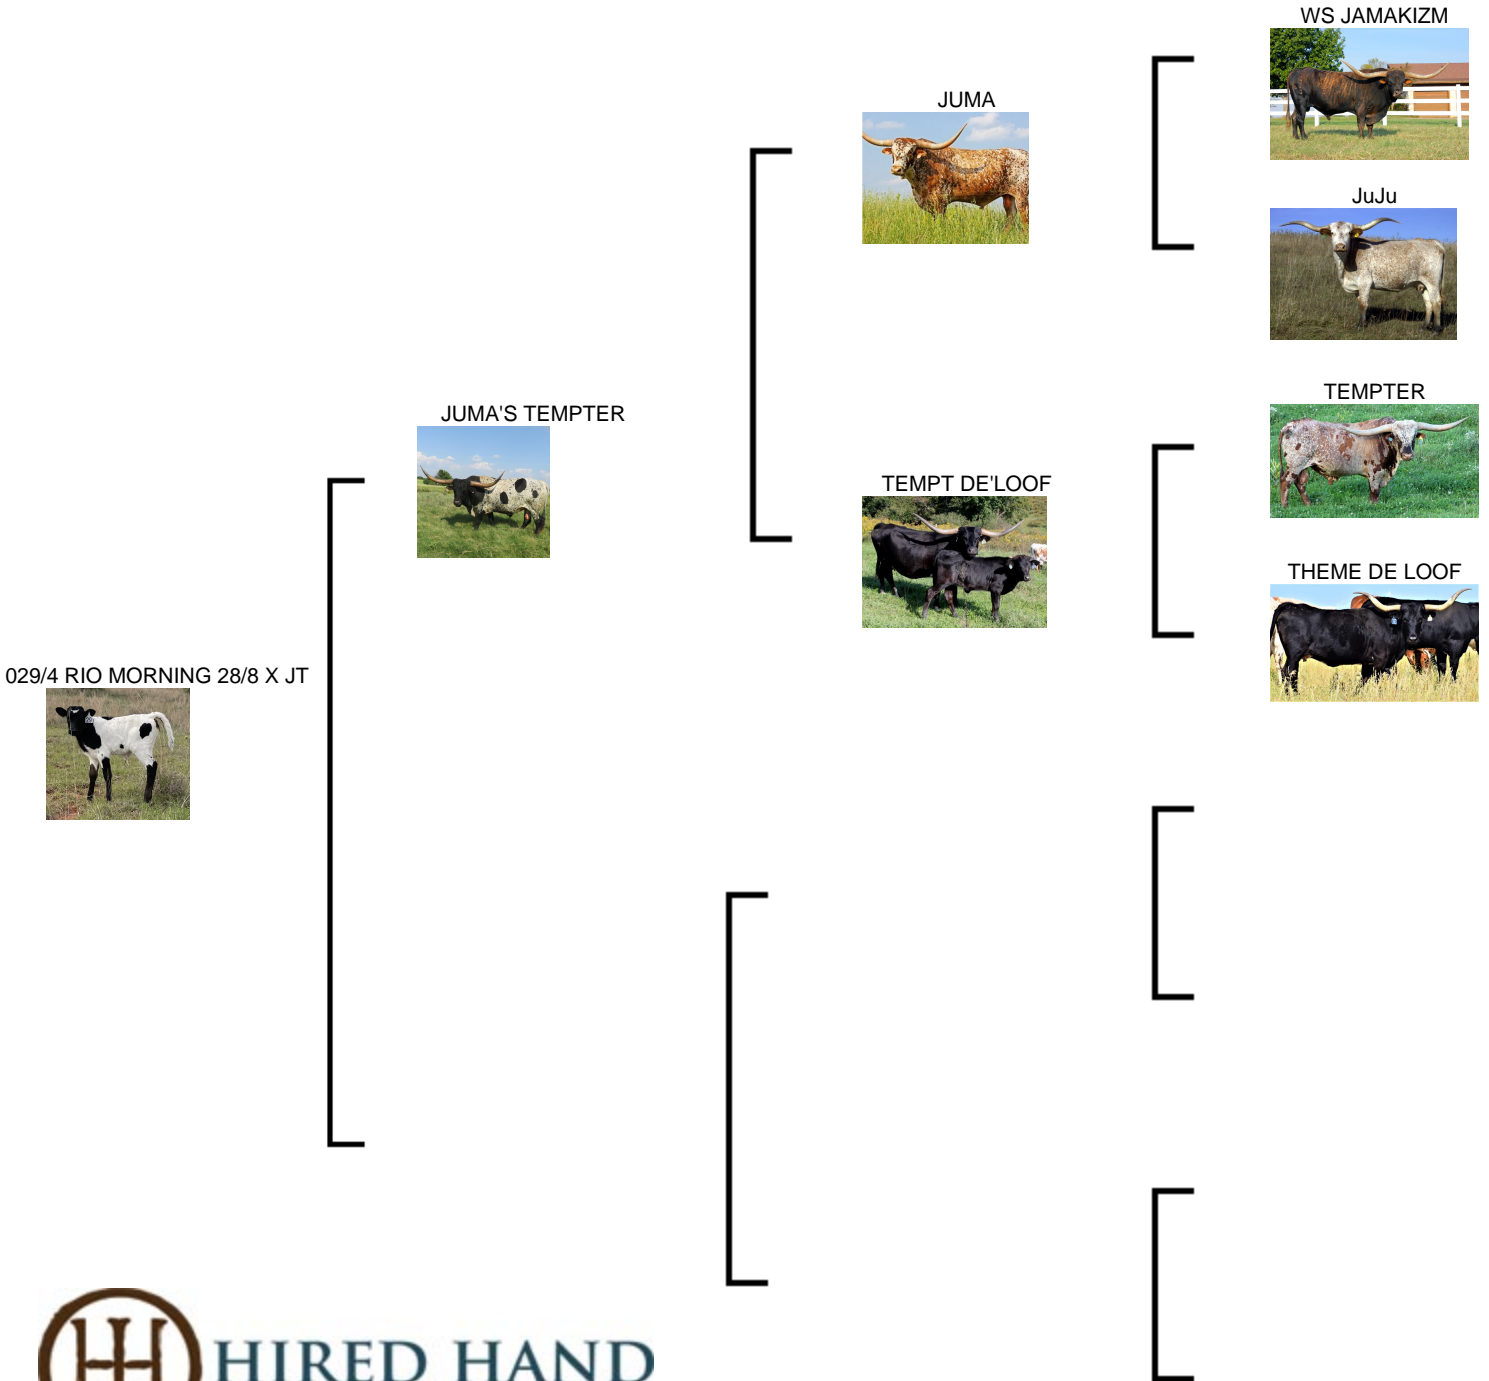 WS JAMAKIZM
JUMA
JuJu
TEMPTER
JUMA'S TEMPTER
TEMPT DE'LOOF
THEME DE LOOF
029/4 RIO MORNING 28/8 X JT
HIRED HAND